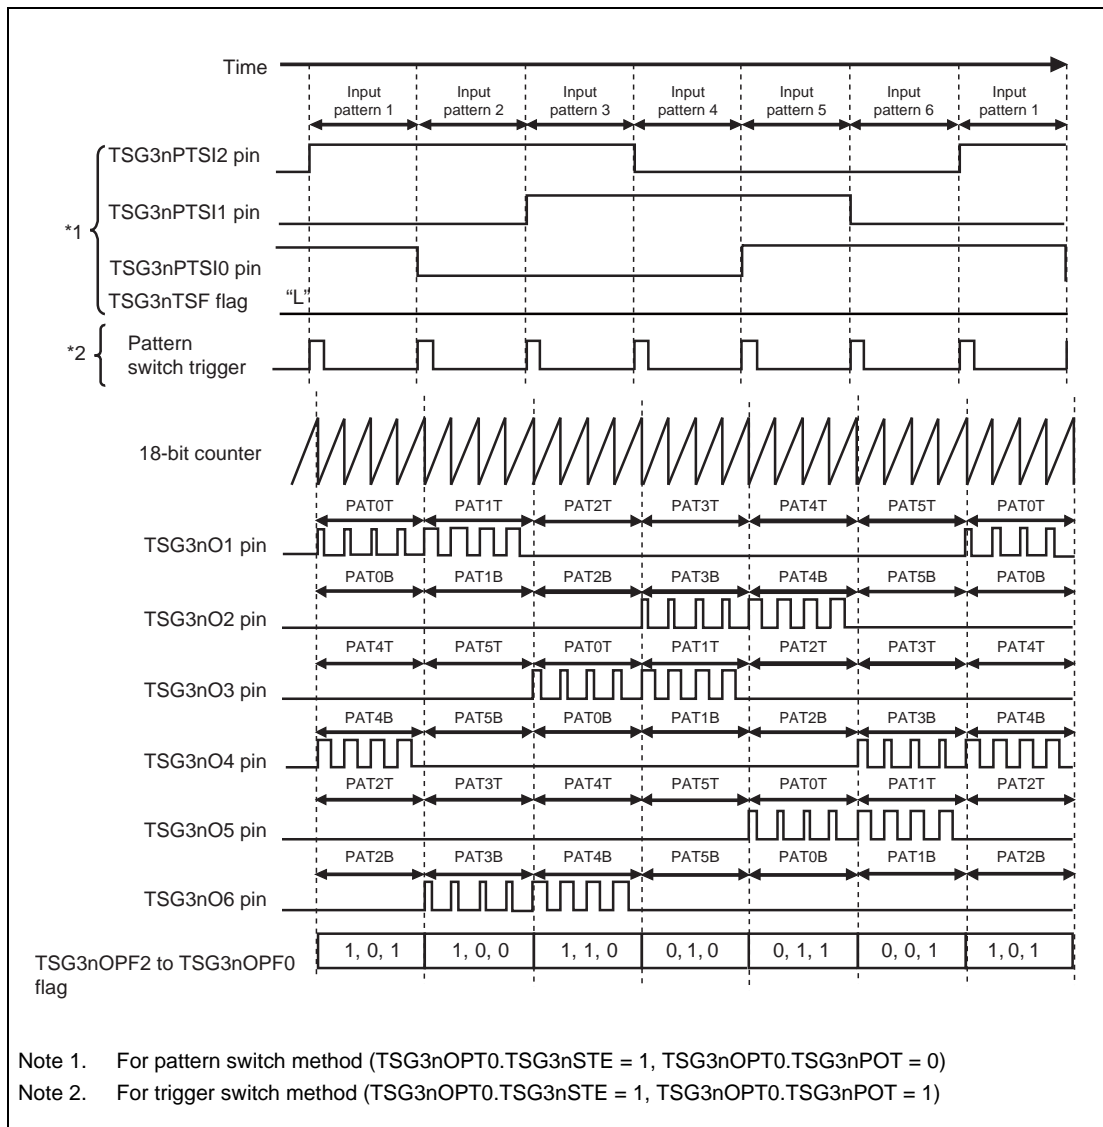 Time
Input pattern 1
Input pattern 2
Input pattern 3
Input pattern 4
Input pattern 5
Input pattern 6
Input pattern 1
*1
TSG3nPTSI2 pin
TSG3nPTSI1 pin
TSG3nPTSI0 pin
TSG3nTSF flag "L"
*2
Pattern
switch trigger
18-bit counter
PAT0T PAT1T PAT2T PAT3T PAT4T PAT5T PAT0T
TSG3nO1 pin
PAT0B PAT1B PAT2B PAT3B PAT4B PAT5B PAT0B
TSG3nO2 pin
PAT4T PAT5T PAT0T PAT1T PAT2T PAT3T PAT4T
TSG3nO3 pin
PAT4B PAT5B PAT0B PAT1B PAT2B PAT3B PAT4B
TSG3nO4 pin
PAT2T PAT3T PAT4T PAT5T PAT0T PAT1T PAT2T
TSG3nO5 pin
PAT2B PAT3B PAT4B PAT5B PAT0B PAT1B PAT2B
TSG3nO6 pin
1, 0, 1 1, 0, 0 1, 1, 0 0, 1, 0 0, 1, 1 0, 0, 1 1, 0, 1
TSG3nOPF2 to TSG3nOPF0
flag
Note 1. For pattern switch method (TSG3nOPT0.TSG3nSTE = 1, TSG3nOPT0.TSG3nPOT = 0)
Note 2. For trigger switch method (TSG3nOPT0.TSG3nSTE = 1, TSG3nOPT0.TSG3nPOT = 1)